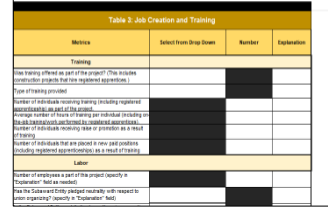 Table 3: Job Creation and Training
Metrics Select from Drop Down Number Explanation
Training
Was training offered as part of the project? (This includes
construction projects that hire registered apprentices.)
Type of training provided
Number of individuals receiving training (including registered
apprenticeship) as part of the project.
Average number of hours of training per individual (including on-
the-job training/work performed by registered apprentices)
Number of individuals receiving raise or promotion as a result
of training
Number of individuals that are placed in new paid positions
(including registered apprenticeships) as a result of training
Labor
Number of employees a part of this project (specify in
"Explanation" field as needed)
Has the Subaward Entity pledged neutrality with respect to
union organizing? (specify in "Explanation" field)